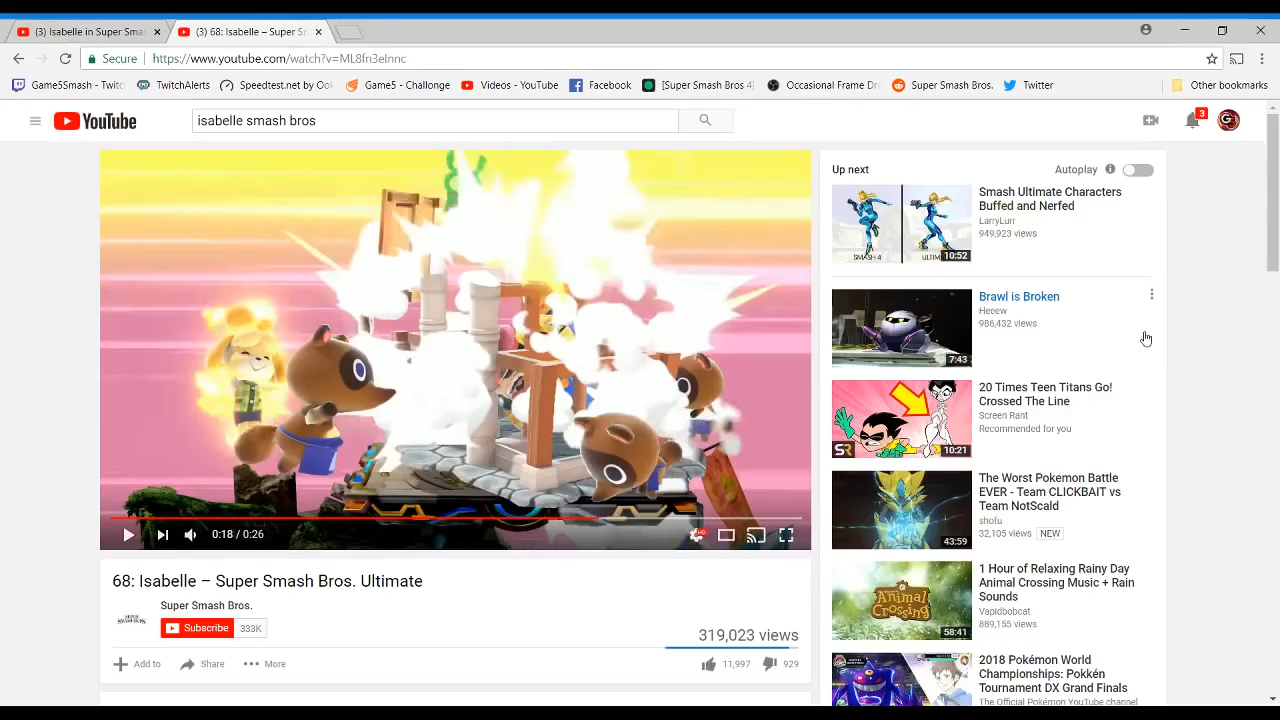 (3) Isabelle in Super Sma
(3) 68: Isabelle – Super S
Secure
https://www.youtube.com/watch?v=ML8fn3eInnc
Game5Smash - Twitc
TwitchAlerts
Speedtest.net by Ool
Game5 - Challonge
Videos - YouTube
Facebook
[Super Smash Bros 4]
Occasional Frame Dr
Super Smash Bros.
Twitter
Other bookmarks
YouTube
isabelle smash bros
3
Up next
Autoplay
Smash Ultimate Characters
Buffed and Nerfed
LarryLurr
949,923 views
SMASH 4
10:52
Brawl is Broken
Heeew
986,432 views
7:43
20 Times Teen Titans Go!
Crossed The Line
Screen Rant
Recommended for you
SR
10:21
The Worst Pokemon Battle
EVER - Team CLICKBAIT vs
Team NotScald
shofu
32,105 views
NEW
43:59
1 Hour of Relaxing Rainy Day
Animal Crossing Music + Rain
Sounds
Vapidbobcat
889,155 views
Animal
Crossing
58:41
2018 Pokémon World
Championships: Pokkén
Tournament DX Grand Finals
The Official Pokémon YouTube channel
0:18 / 0:26
HD
68: Isabelle – Super Smash Bros. Ultimate
Super Smash Bros.
Subscribe
333K
319,023 views
Add to
Share
More
11,997
929